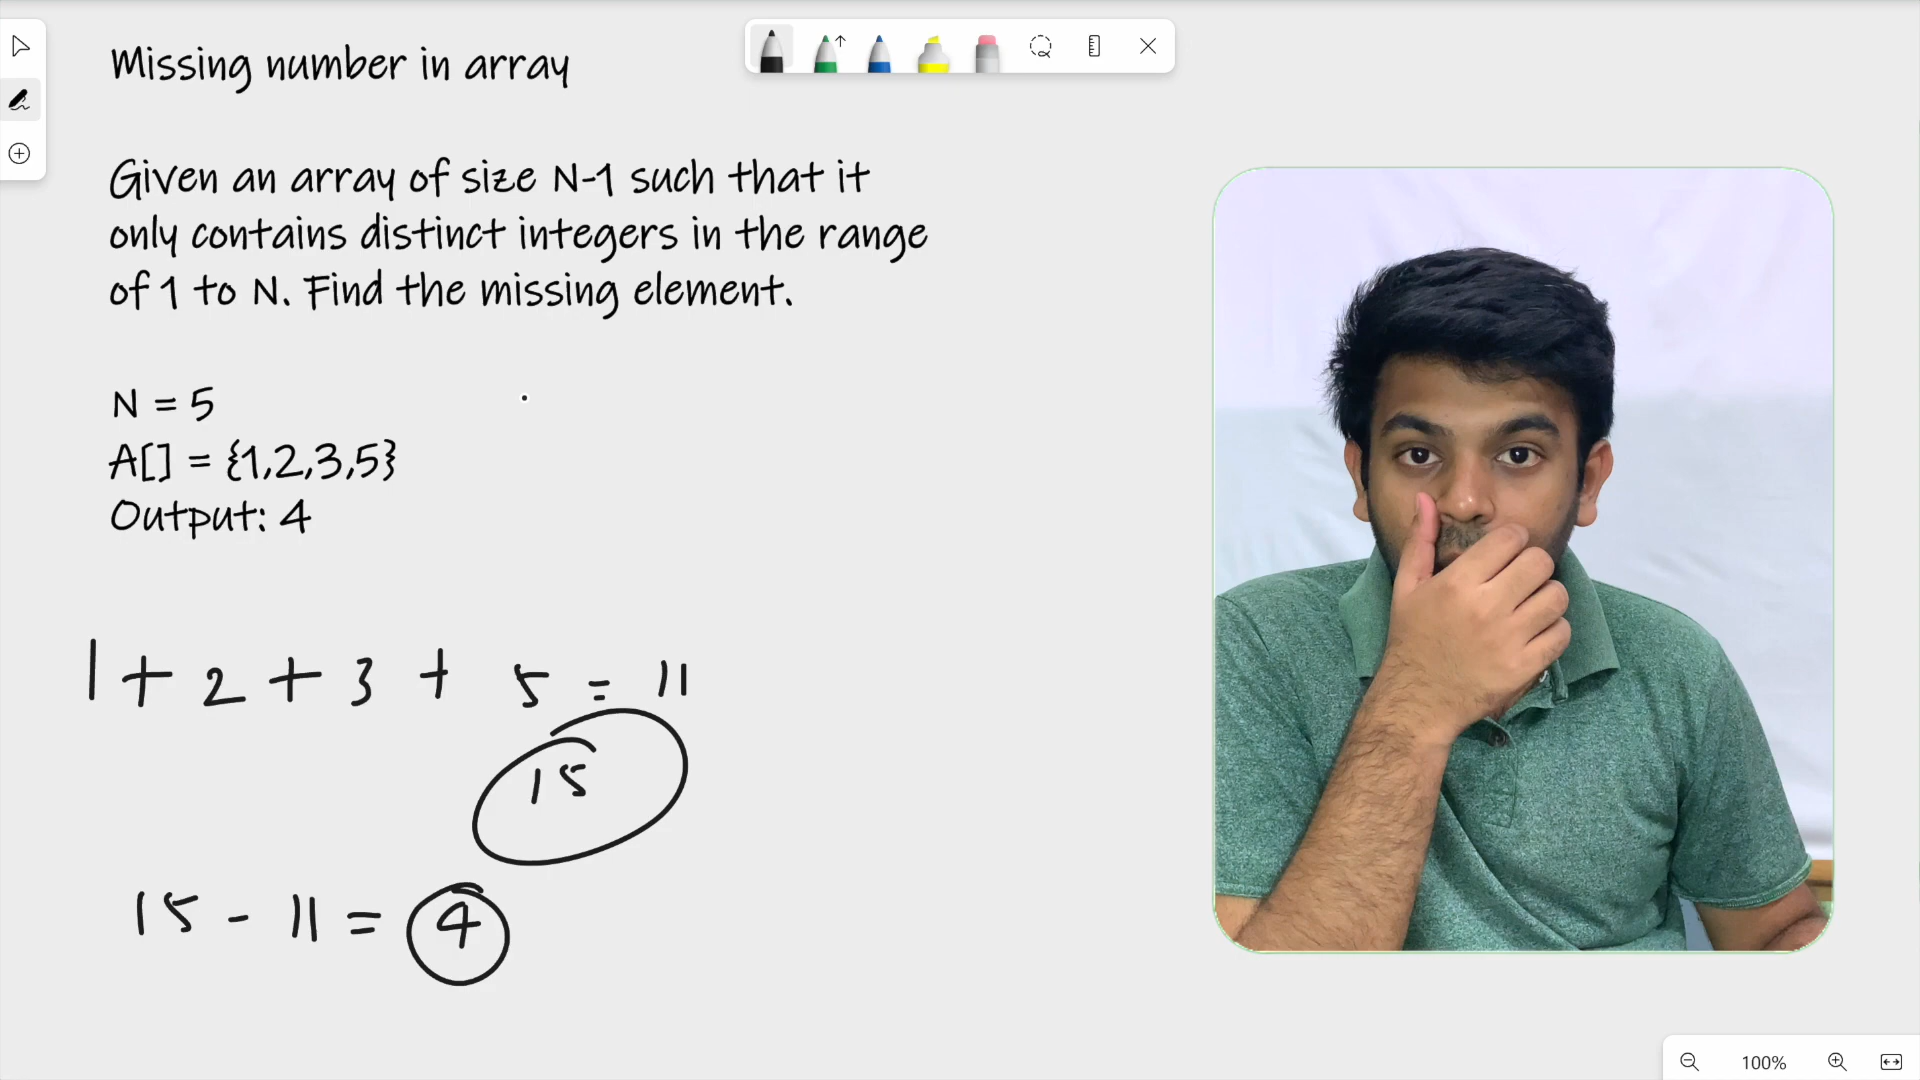 Missing number in array
Given an array of size N-1 such that it
only contains distinct integers in the range
of 1 to N. Find the missing element.
N = 5
A[] = {1,2,3,5}
Output: 4
1 + 2 + 3 + 5 = 11
15
15 - 11 = 4
100%